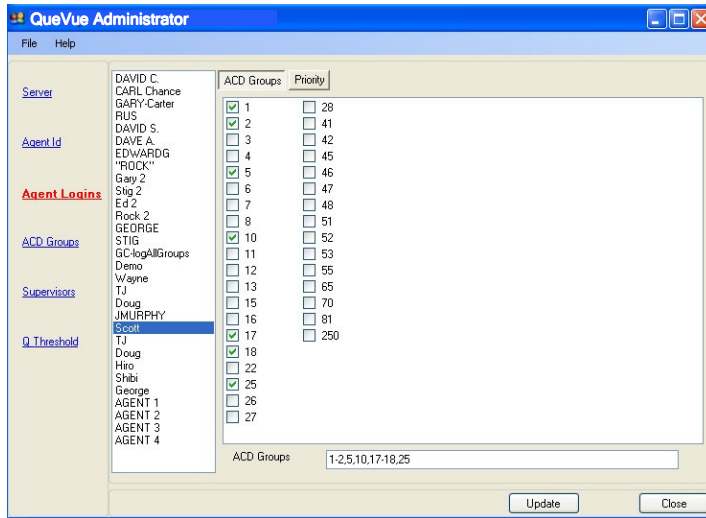 QueVue Administrator
File Help
Server
Agent Id
Agent Logins
ACD Groups
Supervisors
Q Threshold
DAVID C.
CARL Chance
GARY-Carter
RUS
DAVID S.
DAVE A.
EDWARDG
"ROCK"
Gary 2
Stig 2
Ed 2
Rock 2
GEORGE
STIG
GC-logAllGroups
Demo
Wayne
TJ
Doug
JMURPHY
Scott
TJ
Doug
Hiro
Shibi
George
AGENT 1
AGENT 2
AGENT 3
AGENT 4
ACD Groups Priority
1 28
2 41
3 42
4 45
5 46
6 47
7 48
8 51
10 52
11 53
12 55
13 65
15 70
16 81
17 250
18
22
25
26
27
ACD Groups 1-2,5,10,17-18,25
Update Close